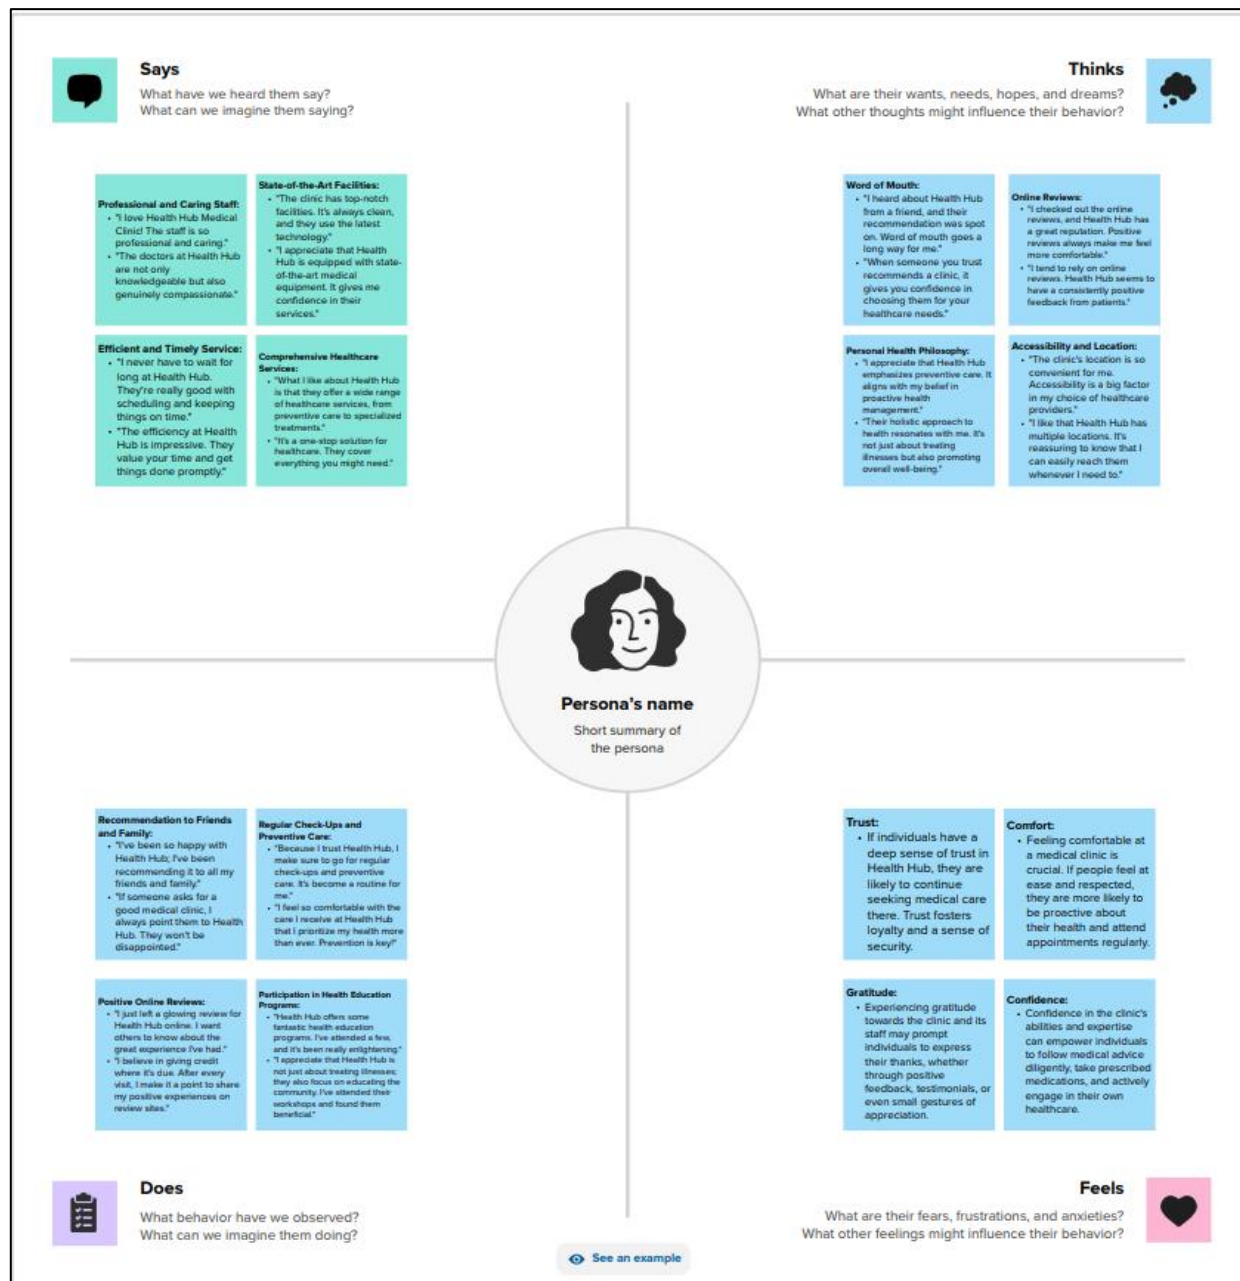 Says
What have we heard them say?
What can we imagine them saying?
Thinks
What are their wants, needs, hopes, and dreams?
What other thoughts might influence their behavior?
Professional and Caring Staff:
• "I love Health Hub Medical
Clinic! The staff is so
professional and caring."
• "The doctors at Health Hub
are not only
knowledgeable but also
genuinely compassionate."
State-of-the-Art Facilities:
• "The clinic has top-notch
facilities. It's always clean,
and they use the latest
technology."
• "I appreciate that Health
Hub is equipped with state-
of-the-art medical
equipment. It gives me
confidence in their
services."
Efficient and Timely Service:
• "I never have to wait for
long at Health Hub.
They're really good with
scheduling and keeping
things on time."
• "The efficiency at Health
Hub is impressive. They
value your time and get
things done promptly."
Comprehensive Healthcare
Services:
• "What I like about Health Hub
is that they offer a wide range
of healthcare services, from
preventive care to specialized
treatments."
• "It's a one-stop solution for
healthcare. They cover
everything you might need."
Word of Mouth:
• "I heard about Health Hub
from a friend, and their
recommendation was spot
on. Word of mouth goes a
long way for me."
• "When someone you trust
recommends a clinic, it
gives you confidence in
choosing them for your
healthcare needs."
Online Reviews:
• "I checked out the online
reviews, and Health Hub has
a great reputation. Positive
reviews always make me feel
more comfortable."
• "I tend to rely on online
reviews. Health Hub seems to
have a consistently positive
feedback from patients."
Personal Health Philosophy:
• "I appreciate that Health Hub
emphasizes preventive care. It
aligns with my belief in
proactive health
management."
• "Their holistic approach to
health resonates with me. It's
not just about treating
illnesses but also promoting
overall well-being."
Accessibility and Location:
• "The clinic's location is so
convenient for me.
Accessibility is a big factor
in my choice of healthcare
providers."
• "I like that Health Hub has
multiple locations. It's
reassuring to know that I
can easily reach them
whenever I need to."
Persona's name
Short summary of
the persona
Recommendation to Friends
and Family:
• "I've been so happy with
Health Hub; I've been
recommending it to all my
friends and family."
• "If someone asks for a
good medical clinic, I
always point them to Health
Hub. They won't be
disappointed."
Regular Check-Ups and
Preventive Care:
• "Because I trust Health Hub, I
make sure to go for regular
check-ups and preventive
care. It's become a routine for
me."
• "I feel so comfortable with the
care I receive at Health Hub
that I prioritize my health more
than ever. Prevention is key!"
Positive Online Reviews:
• "I just left a glowing review for
Health Hub online. I want
others to know about the
great experience I've had."
• "I believe in giving credit
where it's due. After every
visit, I make it a point to share
my positive experiences on
review sites."
Participation in Health Education
Programs:
• "Health Hub offers some
fantastic health education
programs. I've attended a few,
and it's been really enlightening."
• "I appreciate that Health Hub is
not just about treating illnesses;
they also focus on educating the
community. I've attended their
workshops and found them
beneficial."
Trust:
• If individuals have a
deep sense of trust in
Health Hub, they are
likely to continue
seeking medical care
there. Trust fosters
loyalty and a sense of
security.
Comfort:
• Feeling comfortable at
a medical clinic is
crucial. If people feel at
ease and respected,
they are more likely to
be proactive about
their health and attend
appointments regularly.
Gratitude:
• Experiencing gratitude
towards the clinic and its
staff may prompt
individuals to express
their thanks, whether
through positive
feedback, testimonials, or
even small gestures of
appreciation.
Confidence:
• Confidence in the clinic's
abilities and expertise
can empower individuals
to follow medical advice
diligently, take prescribed
medications, and actively
engage in their own
healthcare.
Does
What behavior have we observed?
What can we imagine them doing?
Feels
What are their fears, frustrations, and anxieties?
What other feelings might influence their behavior?
See an example